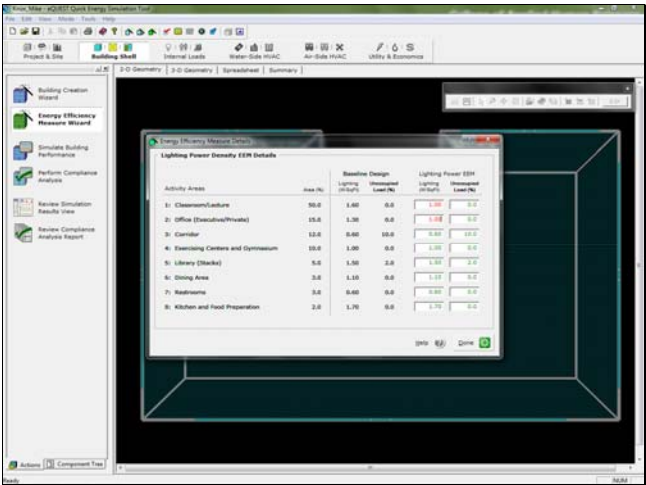 Rinor, Mike - eQUEST Quick Energy Simulation Tool
File Edit View Mode Tools Help
Project & Site Building Shell Internal Loads Water-Side HVAC Air-Side HVAC Utility & Economics
2-D Geometry 3-D Geometry Spreadsheet Summary
Building Creation
Wizard
Energy Efficiency
Measure Wizard
Simulate Building
Performance
Perform Compliance
Analysis
Review Simulation
Results View
Review Compliance
Analysis Report
Energy Efficiency Measure Details
Lighting Power Density EEM Details
Baseline Design Lighting Power EEM
Activity Areas Area (%) Lighting (W/SqFt) Unoccupied Load (%) Lighting (W/SqFt) Unoccupied Load (%)
1: Classroom/Lecture 50.0 1.60 0.0 1.00 0.0
2: Office (Executive/Private) 15.0 1.30 0.0 1.00 0.0
3: Corridor 12.0 0.60 10.0 0.60 10.0
4: Exercising Centers and Gymnasium 10.0 1.00 0.0 1.00 0.0
5: Library (Stacks) 5.0 1.50 2.0 1.50 2.0
6: Dining Area 3.0 1.10 0.0 1.10 0.0
7: Restrooms 3.0 0.60 0.0 0.60 0.0
8: Kitchen and Food Preparation 2.0 1.70 0.0 1.70 0.0
Help Done
Actions Component Tree
Ready NUM